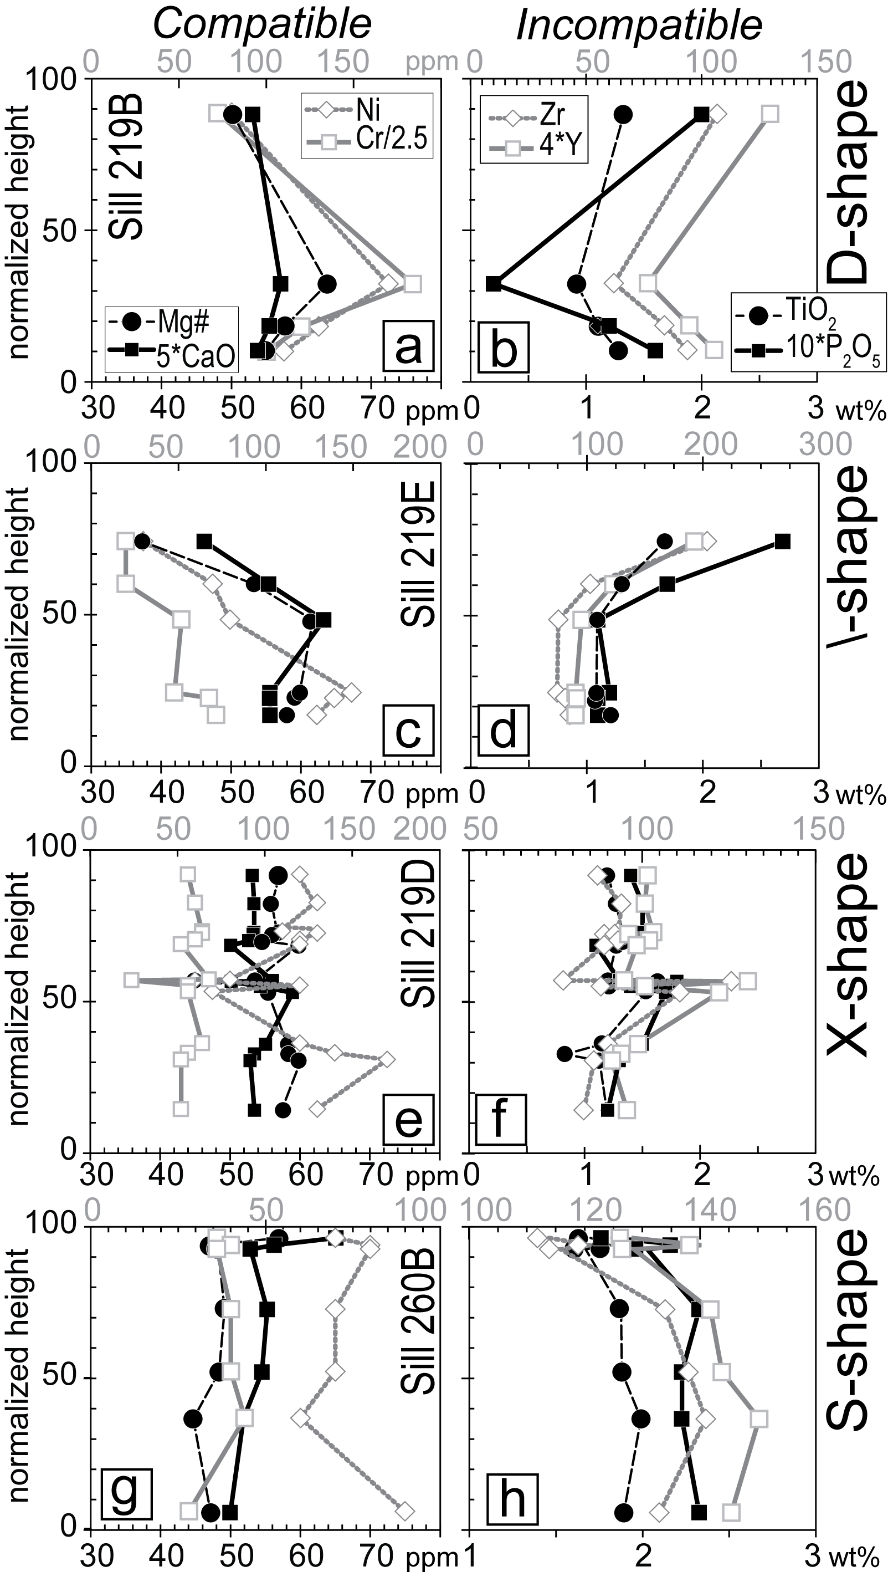 Compatible
Incompatible
0 50 100 150 ppm
0 50 100 150
100
50
0
normalized height
Sill 219B
Ni
Cr/2.5
Mg#
5*CaO
a
Zr
4*Y
TiO2
10*P2O5
b
D-shape
30 40 50 60 70 ppm
0 1 2 3 wt%
0 50 100 150 200
0 100 200 300
100
50
0
normalized height
Sill 219E
c
d
\-shape
30 40 50 60 70 ppm
0 1 2 3 wt%
0 50 100 150 200
50 100 150
100
50
0
normalized height
Sill 219D
e
f
X-shape
30 40 50 60 70 ppm
0 1 2 3 wt%
0 50 100
100 120 140 160
100
50
0
normalized height
Sill 260B
g
h
S-shape
30 40 50 60 70 ppm
1 2 3 wt%